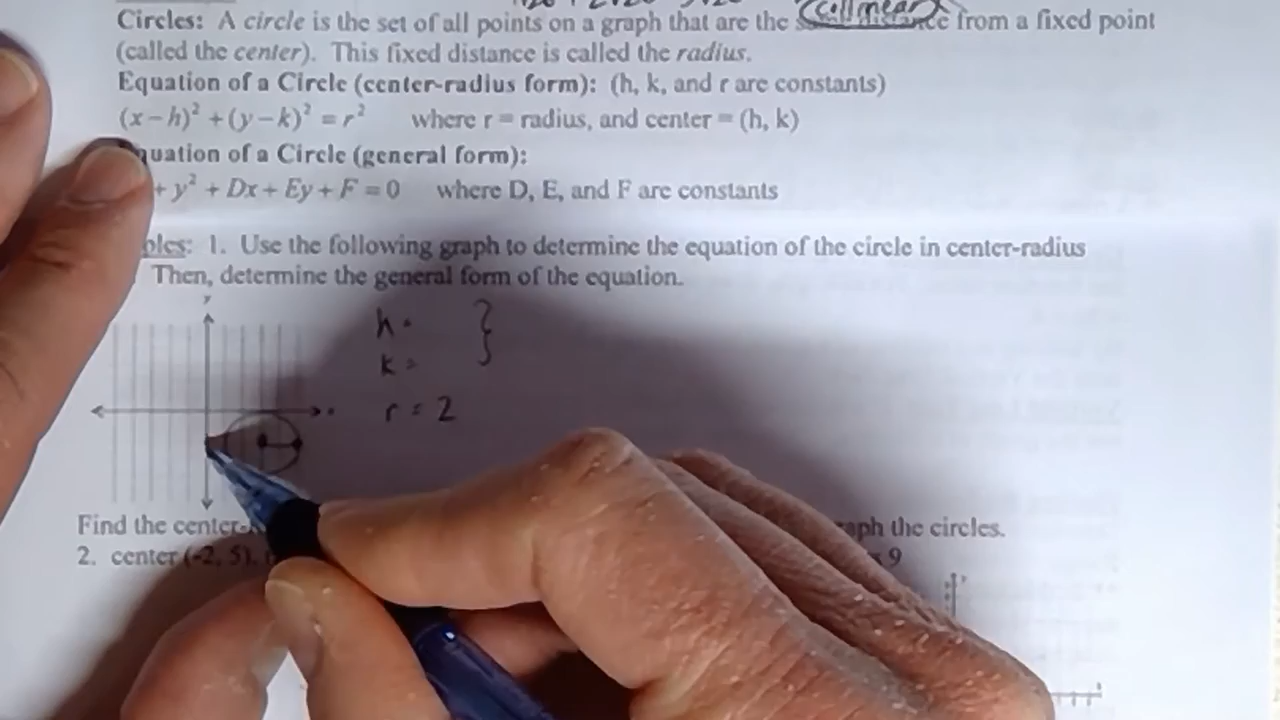 Circles: A circle is the set of all points on a graph that are the from a fixed point
(called the center). This fixed distance is called the radius.
Equation of a Circle (center-radius form): (h, k, and r are constants)
(x − h)² + (y − k)² = r² where r = radius, and center = (h, k)
quation of a Circle (general form):
+ y² + Dx + Ey + F = 0 where D, E, and F are constants
ples: 1. Use the following graph to determine the equation of the circle in center-radius
Then, determine the general form of the equation.
y
h =
k =
r = 2
Find the center- aph the circles.
2. center (-2, 5), 9